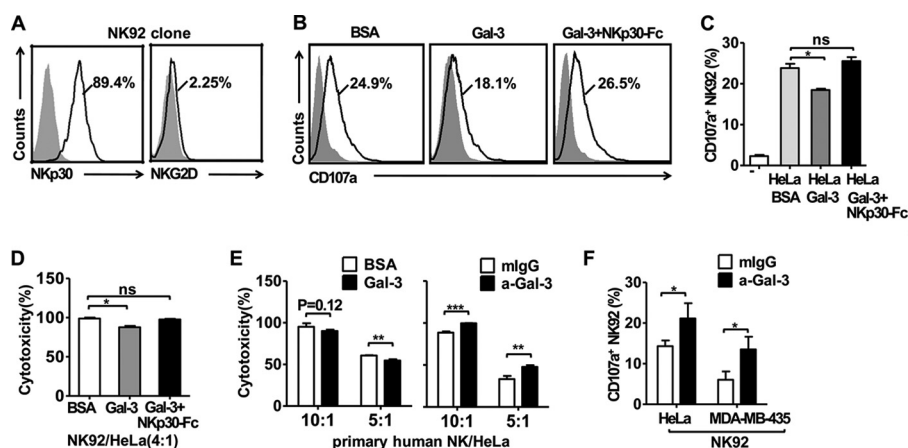 A
NK92 clone
89.4%
2.25%
Counts
NKp30
NKG2D
B
BSA
Gal-3
Gal-3+NKp30-Fc
24.9%
18.1%
26.5%
Counts
CD107a
C
CD107a+ NK92 (%)
30
20
10
0
ns
*
-
HeLa HeLa HeLa
BSA Gal-3 Gal-3+
NKp30-Fc
D
Cytotoxicity(%)
150
100
50
0
ns
*
BSA Gal-3 Gal-3+
NKp30-Fc
NK92/HeLa(4:1)
E
BSA
Gal-3
mIgG
a-Gal-3
Cytotoxicity(%)
150
100
50
0
P=0.12
**
***
**
10:1 5:1 10:1 5:1
primary human NK/HeLa
F
mIgG
a-Gal-3
CD107a+ NK92 (%)
30
20
10
0
*
*
HeLa MDA-MB-435
NK92